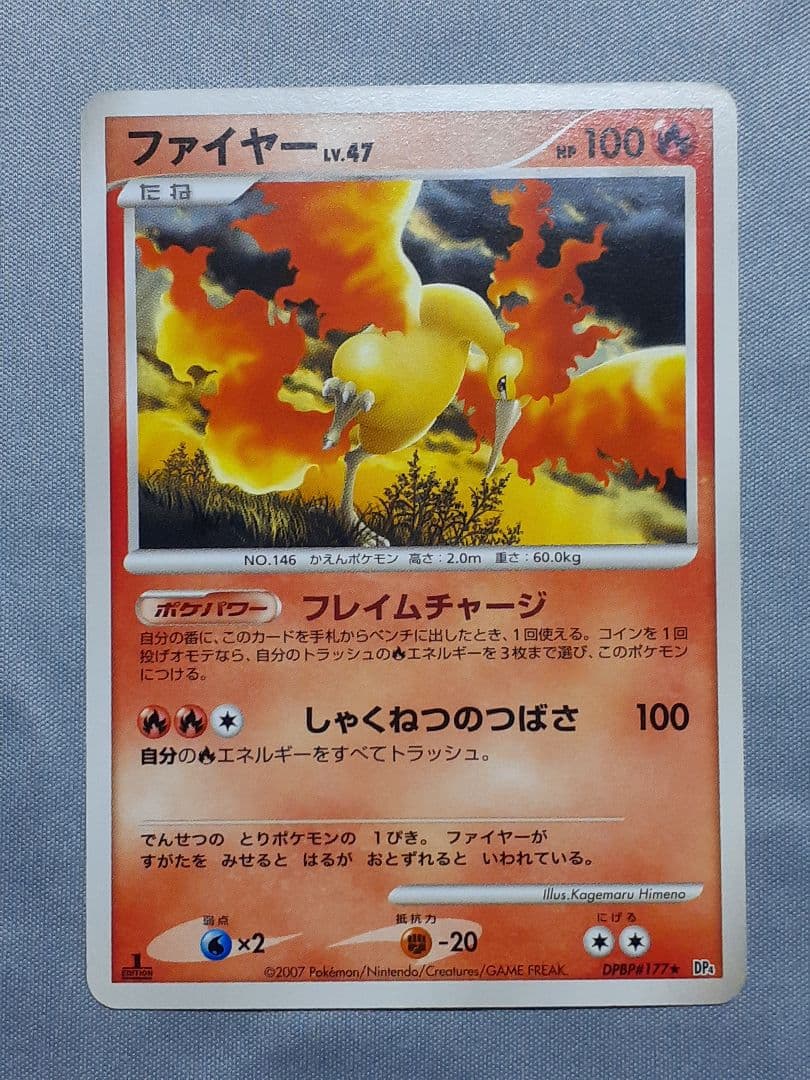 ファイヤー LV.47 HP 100
たね
NO.146 かえんポケモン 高さ:2.0m 重さ:60.0kg
ポケパワー フレイムチャージ
自分の番に、このカードを手札からベンチに出したとき、1回使える。コインを1回
投げオモテなら、自分のトラッシュのエネルギーを3枚まで選び、このポケモン
につける。
しゃくねつのつばさ 100
自分のエネルギーをすべてトラッシュ。
でんせつの とりポケモンの 1ぴき。 ファイヤーが
すがたを みせると はるが おとずれると いわれている。
Illus.Kagemaru Himeno
弱点 抵抗力 にげる
×2 -20
1 EDITION ©2007 Pokémon/Nintendo/Creatures/GAME FREAK. DPBP#177★ DP4